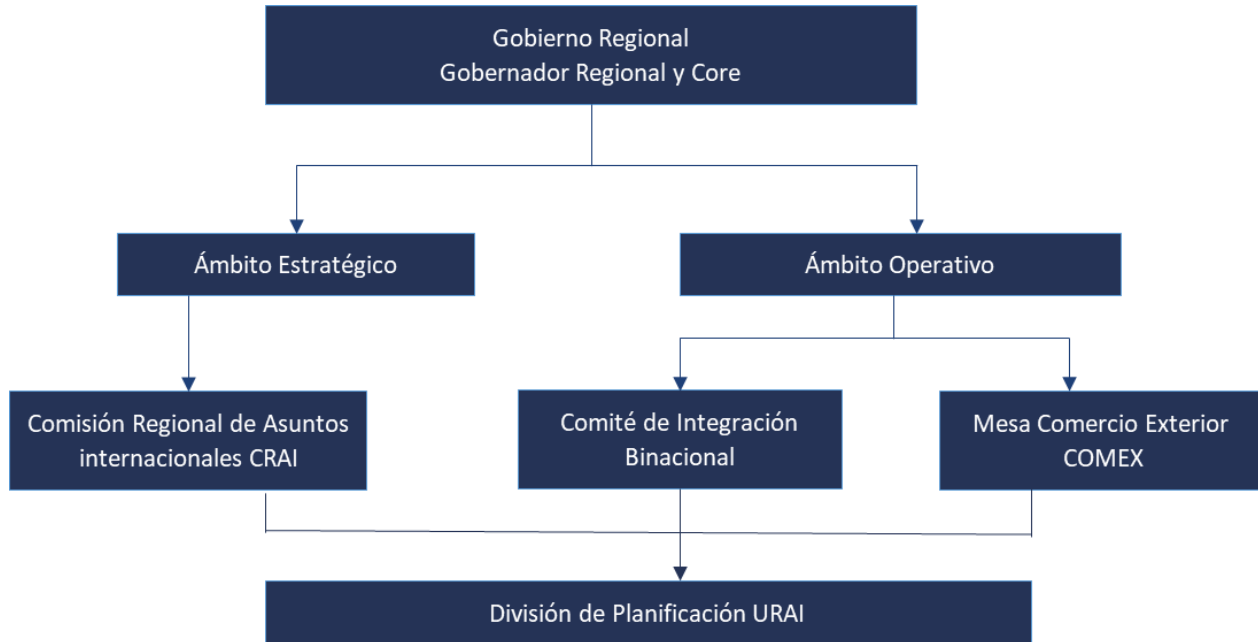 Gobierno Regional
Gobernador Regional y Core
Ámbito Estratégico
Ámbito Operativo
Comisión Regional de Asuntos
internacionales CRAI
Comité de Integración
Binacional
Mesa Comercio Exterior
COMEX
División de Planificación URAI